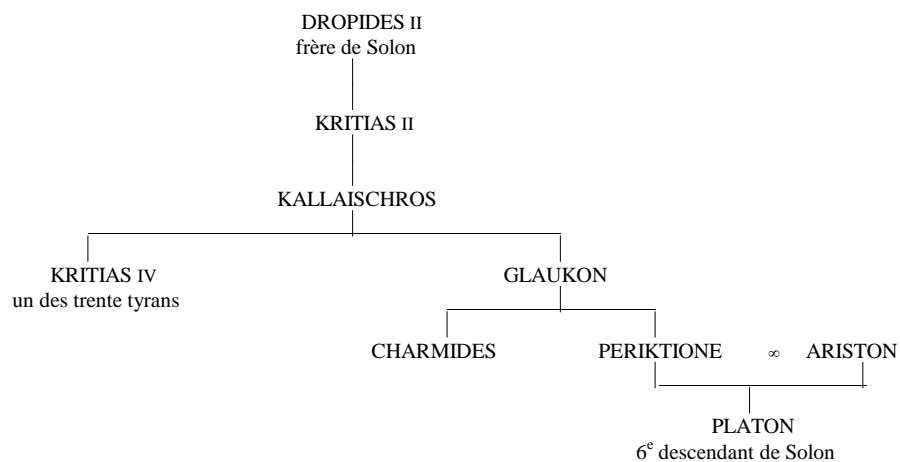 DROPIDES II
frère de Solon
KRITIAS II
KALLAISCHROS
KRITIAS IV
un des trente tyrans
GLAUKON
CHARMIDES
PERIKTIONE ∞ ARISTON
PLATON
6e descendant de Solon